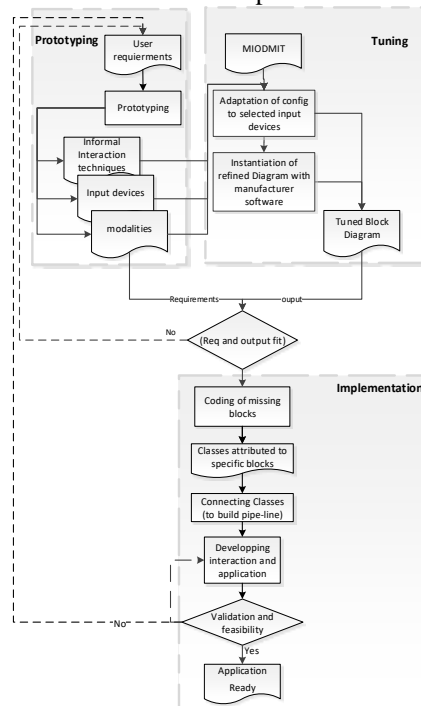 Prototyping
User
requierments
Prototyping
Informal
Interaction
techniques
Input devices
modalities
Tuning
MIODMIT
Adaptation of config
to selected input
devices
Instantiation of
refined Diagram with
manufacturer
software
Tuned Block
Diagram
Requirements
ouput
No
(Req and output fit)
Implementation
Coding of missing
blocks
Classes attributed to
specific blocks
Connecting Classes
(to build pipe-line)
Developping
interaction and
application
No
Validation and
feasibility
Yes
Application
Ready